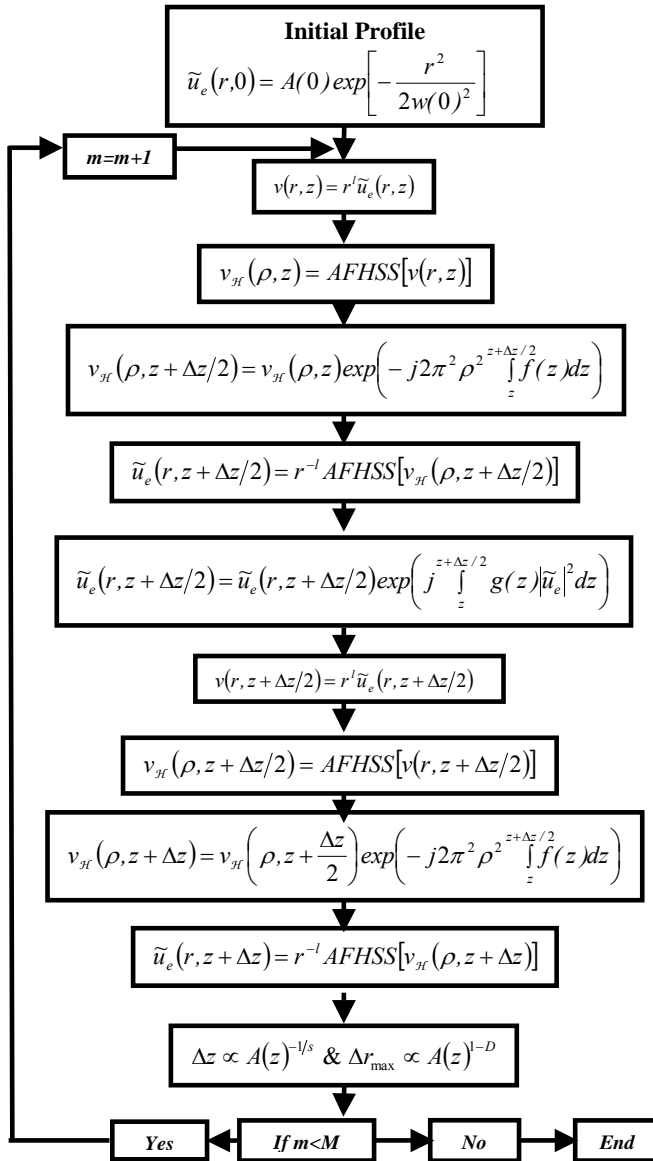 Initial Profile
ũ_e(r,0) = A(0)exp[−r²/2w(0)²]
m=m+1
v(r,z) = r^l ũ_e(r,z)
v_ℋ(ρ,z) = AFHSS[v(r,z)]
v_ℋ(ρ,z+Δz/2) = v_ℋ(ρ,z)exp(−j2π²ρ² ∫_z^{z+Δz/2} f(z)dz)
ũ_e(r,z+Δz/2) = r^{−l} AFHSS[v_ℋ(ρ,z+Δz/2)]
ũ_e(r,z+Δz/2) = ũ_e(r,z+Δz/2)exp(j ∫_z^{z+Δz/2} g(z)|ũ_e|²dz)
v(r,z+Δz/2) = r^l ũ_e(r,z+Δz/2)
v_ℋ(ρ,z+Δz/2) = AFHSS[v(r,z+Δz/2)]
v_ℋ(ρ,z+Δz) = v_ℋ(ρ,z+Δz/2)exp(−j2π²ρ² ∫_z^{z+Δz/2} f(z)dz)
ũ_e(r,z+Δz) = r^{−l} AFHSS[v_ℋ(ρ,z+Δz)]
Δz ∝ A(z)^{−1/s} & Δr_max ∝ A(z)^{1−D}
Yes If m<M No End